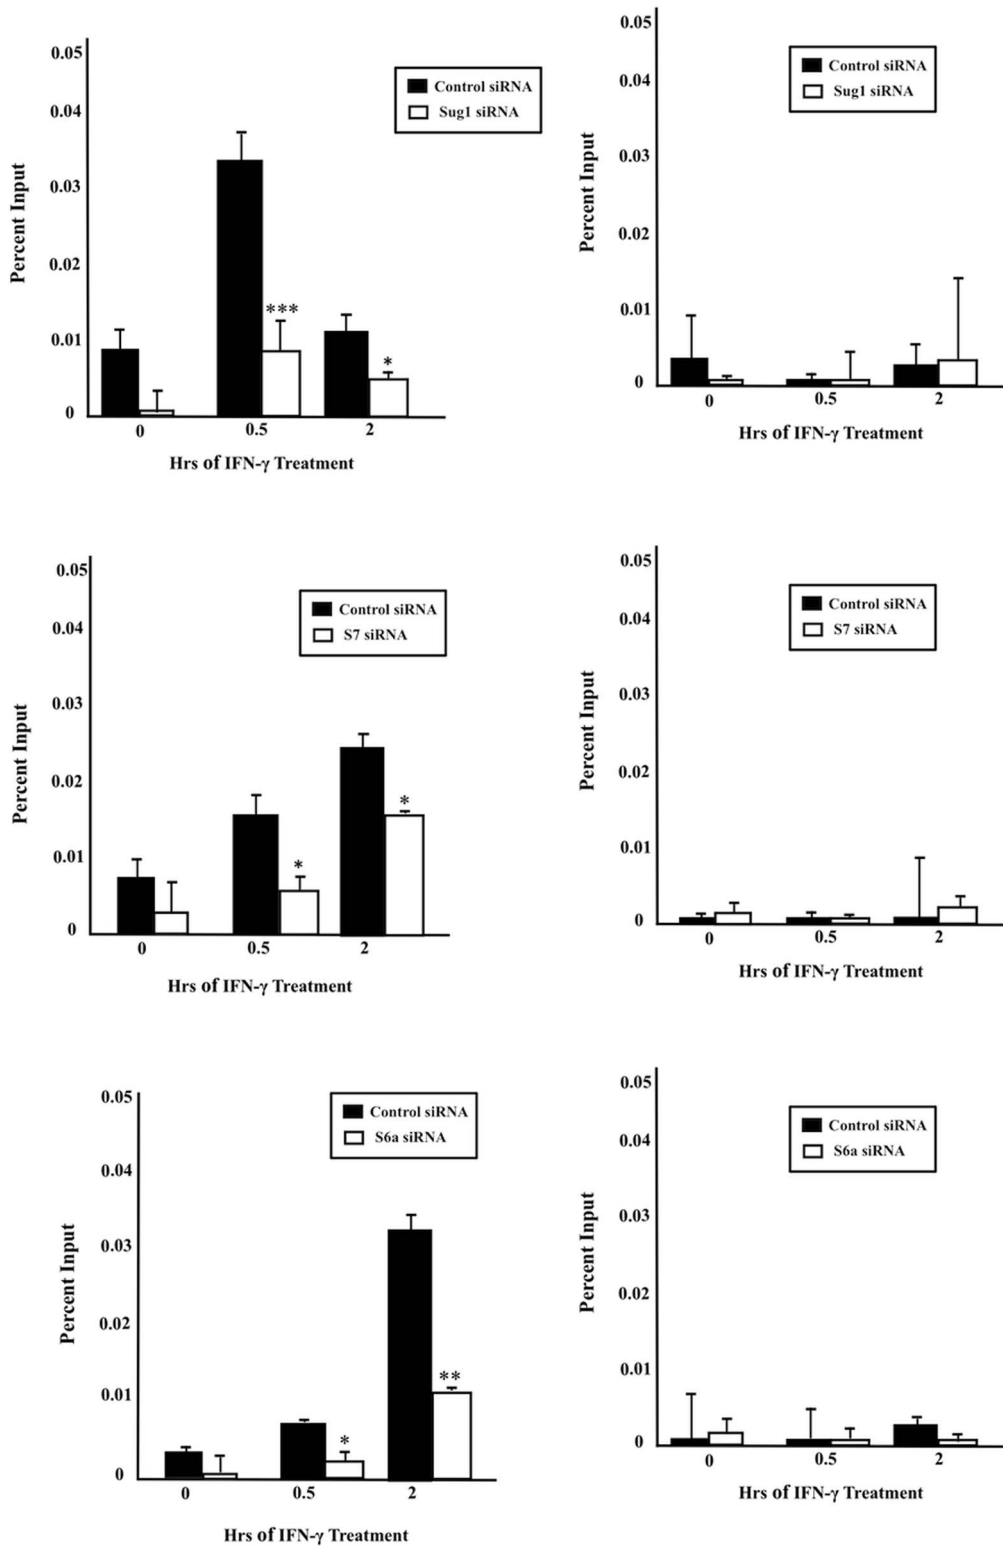 0.05
0.04
0.03
0.02
0.01
0
Percent Input
Control siRNA
Sug1 siRNA
***
*
0
0.5
2
Hrs of IFN-γ Treatment
0.05
0.04
0.03
0.02
0.01
0
Percent Input
Control siRNA
Sug1 siRNA
0
0.5
2
Hrs of IFN-γ Treatment
0.05
0.04
0.03
0.02
0.01
0
Percent Input
Control siRNA
S7 siRNA
*
*
0
0.5
2
Hrs of IFN-γ Treatment
0.05
0.04
0.03
0.02
0.01
0
Percent Input
Control siRNA
S7 siRNA
0
0.5
2
Hrs of IFN-γ Treatment
0.05
0.04
0.03
0.02
0.01
0
Percent Input
Control siRNA
S6a siRNA
*
**
0
0.5
2
Hrs of IFN-γ Treatment
0.05
0.04
0.03
0.02
0.01
0
Percent Input
Control siRNA
S6a siRNA
0
0.5
2
Hrs of IFN-γ Treatment